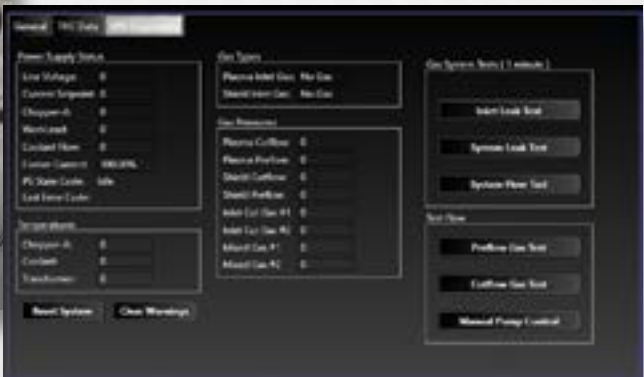 General THC Data
Power Supply Status
Line Voltage: 0
Current Setpoint: 0
Chopper-A: 0
Work Lead: 0
Coolant Flow: 0
PS State Code: Idle
Last Error Code:
Temperatures
Chopper-A: 0
Coolant: 0
Transformer: 0
Reset System Clear Warnings
Gas Types
Plasma Inlet Gas: No Gas
Shield Inlet Gas: No Gas
Gas Pressures
Plasma Cutflow: 0
Plasma Preflow: 0
Shield Cutflow: 0
Shield Preflow: 0
Inlet Cut Gas #1 0
Inlet Cut Gas #2 0
Mixed Gas #1 0
Mixed Gas #2 0
Gas System Tests ( 1 minute )
Inlet Leak Test
System Leak Test
System Flow Test
Test Flow
Preflow Gas Test
Cutflow Gas Test
Manual Pump Control